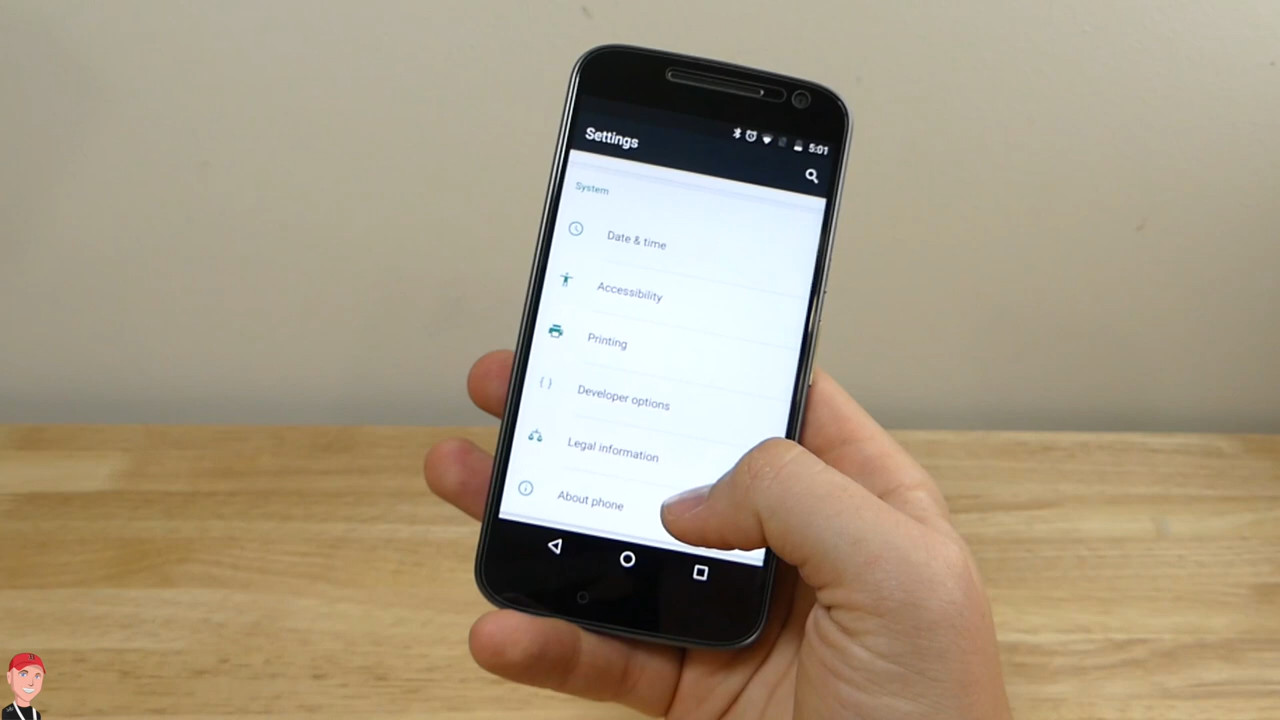 5:01
Settings
System
Date & time
Accessibility
Printing
Developer options
Legal information
About phone